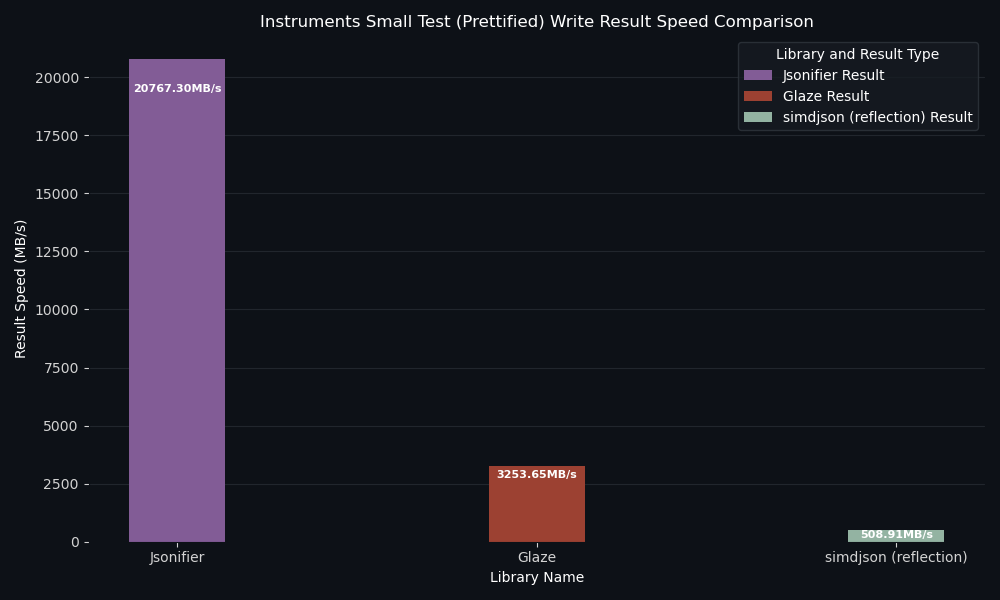 Instruments Small Test (Prettified) Write Result Speed Comparison
Library and Result Type
Jsonifier Result
Glaze Result
simdjson (reflection) Result
Result Speed (MB/s)
20000
17500
15000
12500
10000
7500
5000
2500
0
20767.30MB/s
3253.65MB/s
508.91MB/s
Jsonifier
Glaze
simdjson (reflection)
Library Name